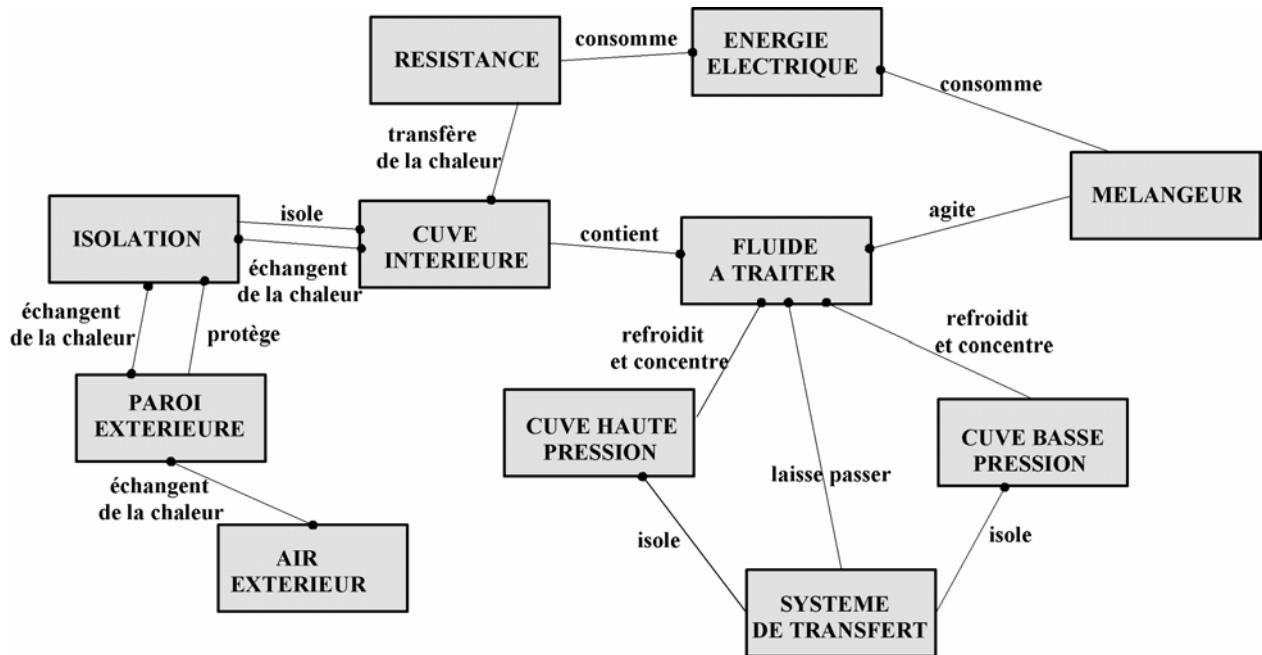 consomme
ENERGIE
ELECTRIQUE
RESISTANCE
consomme
transfère
de la chaleur
MELANGEUR
isole
agite
ISOLATION
CUVE
INTERIEURE
contient
FLUIDE
A TRAITER
échangent
de la chaleur
échangent
de la chaleur
protège
refroidit
et concentre
refroidit
et concentre
PAROI
EXTERIEURE
CUVE HAUTE
PRESSION
CUVE BASSE
PRESSION
laisse passer
échangent
de la chaleur
isole
isole
AIR
EXTERIEUR
SYSTEME
DE TRANSFERT